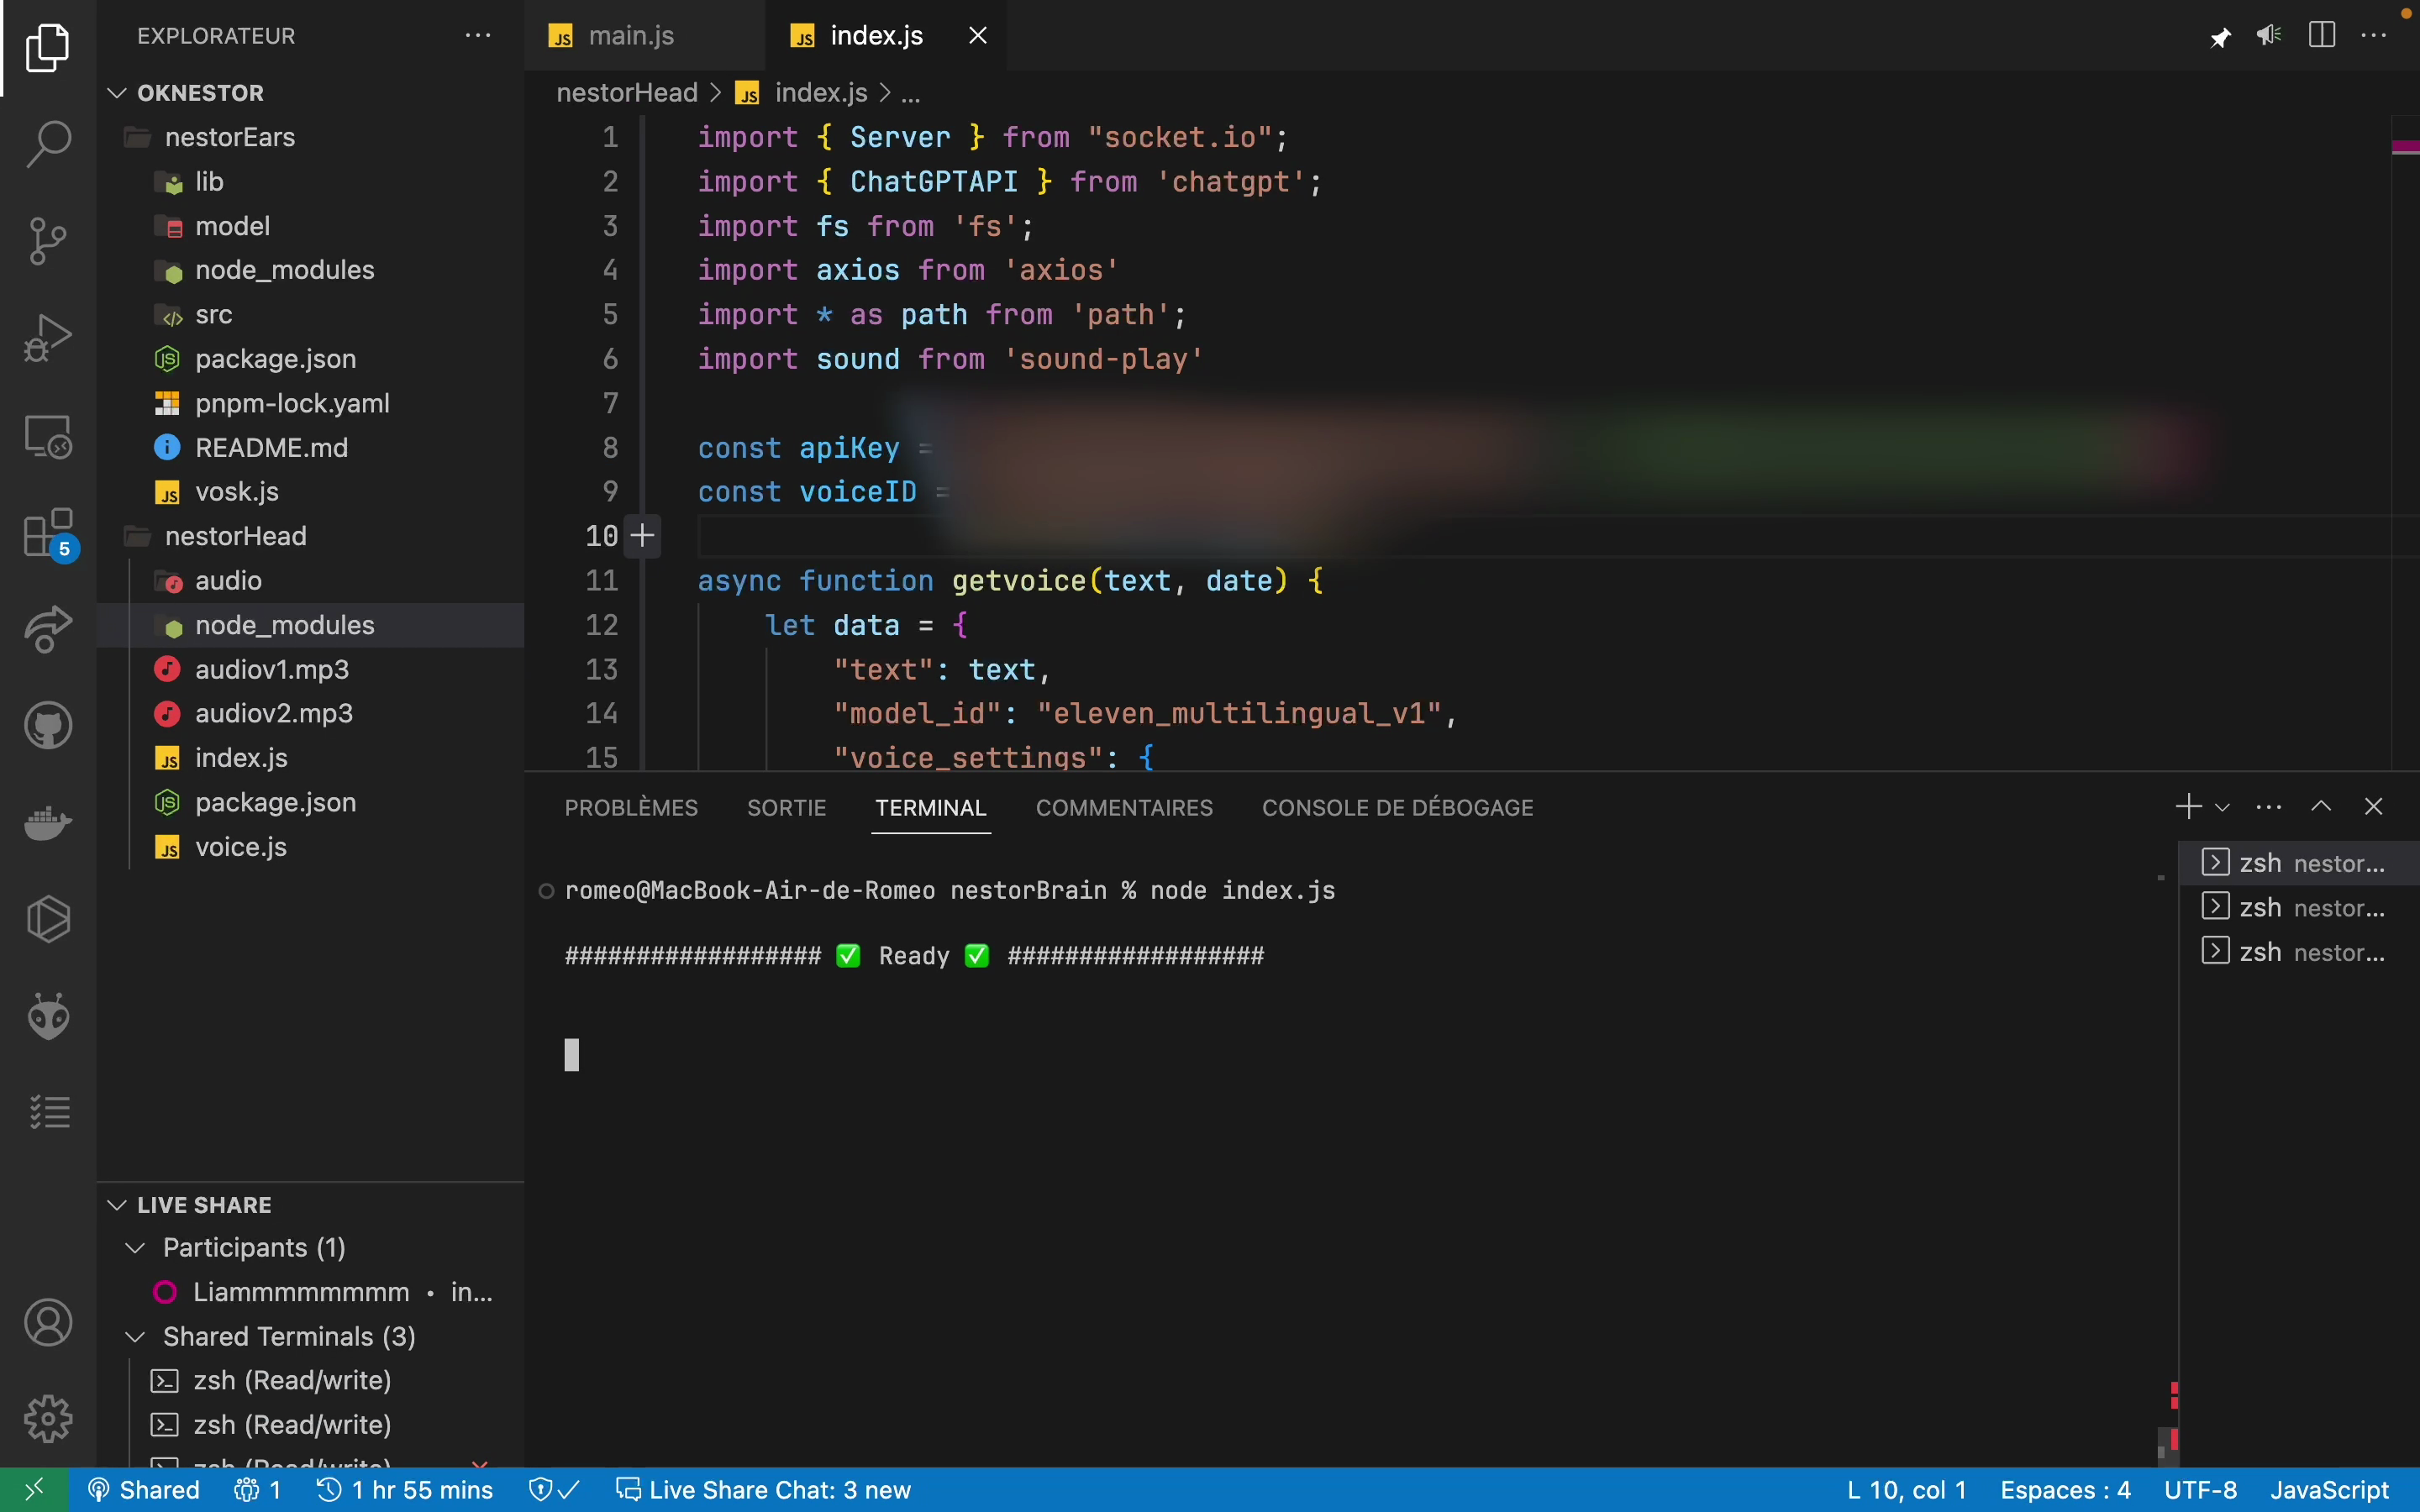 EXPLORATEUR
OKNESTOR
nestorEars
lib
model
node_modules
src
package.json
pnpm-lock.yaml
README.md
vosk.js
nestorHead
audio
node_modules
audiov1.mp3
audiov2.mp3
index.js
package.json
voice.js
LIVE SHARE
Participants (1)
Liammmmmmmm • in...
Shared Terminals (3)
zsh (Read/write)
zsh (Read/write)
zsh (Read/write)
5
main.js
index.js
nestorHead > index.js > ...
1 import { Server } from "socket.io";
2 import { ChatGPTAPI } from 'chatgpt';
3 import fs from 'fs';
4 import axios from 'axios'
5 import * as path from 'path';
6 import sound from 'sound-play'
7
8 const apiKey =
9 const voiceID =
10
11 async function getvoice(text, date) {
12 let data = {
13 "text": text,
14 "model_id": "eleven_multilingual_v1",
15 "voice_settings": {
PROBLÈMES SORTIE TERMINAL COMMENTAIRES CONSOLE DE DÉBOGAGE
romeo@MacBook-Air-de-Romeo nestorBrain % node index.js
################## ✅ Ready ✅ ##################
zsh nestor...
zsh nestor...
zsh nestor...
Shared 1 1 hr 55 mins Live Share Chat: 3 new L 10, col 1 Espaces : 4 UTF-8 JavaScript